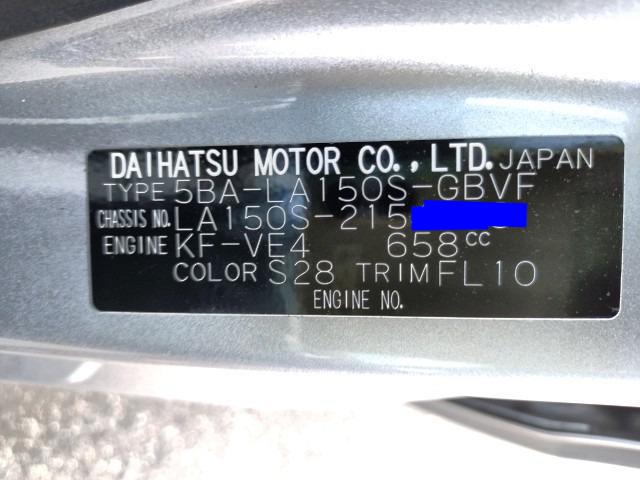 DAIHATSU MOTOR CO., LTD. JAPAN
TYPE 5BA-LA150S-GBVF
CHASSIS NO. LA150S-215
ENGINE KF-VE4 658cc
COLOR S28 TRIM FL10
ENGINE NO.